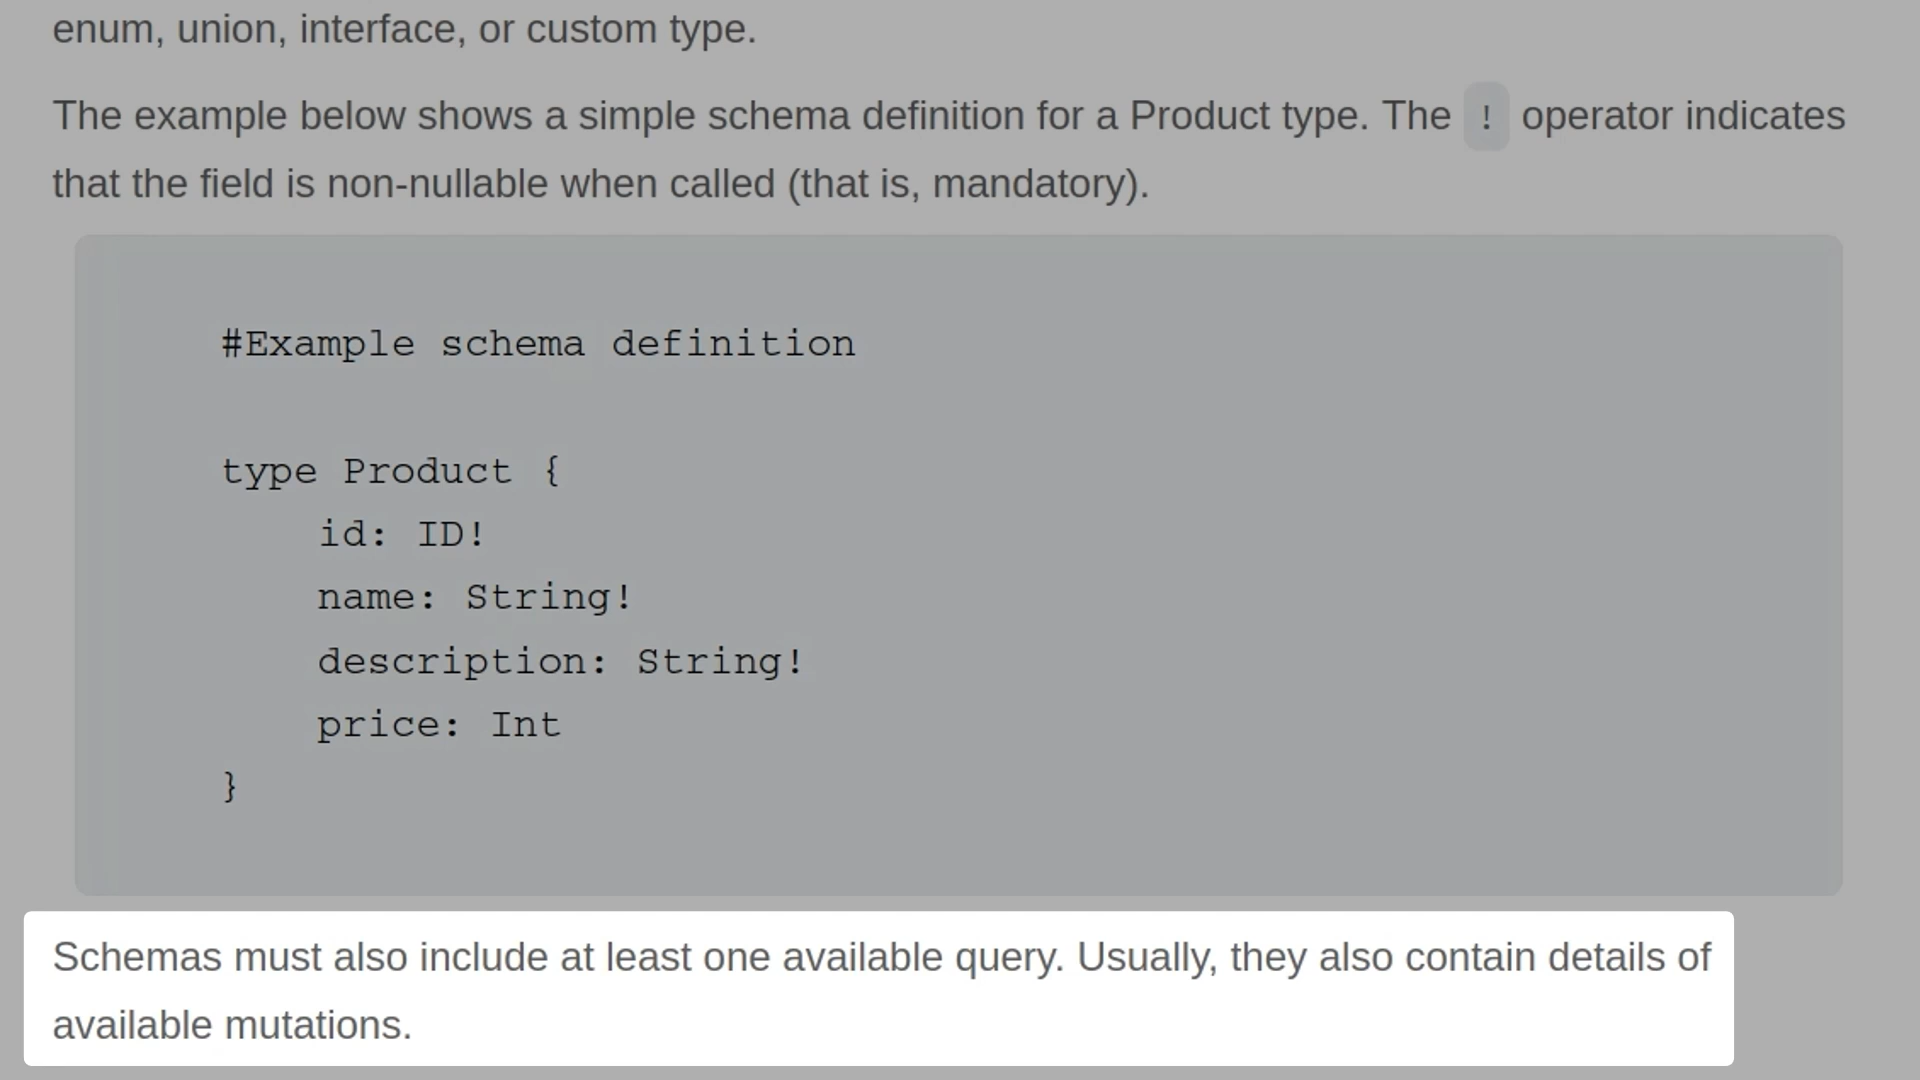 enum, union, interface, or custom type.
The example below shows a simple schema definition for a Product type. The ! operator indicates
that the field is non-nullable when called (that is, mandatory).
#Example schema definition
type Product {
    id: ID!
    name: String!
    description: String!
    price: Int
}
Schemas must also include at least one available query. Usually, they also contain details of
available mutations.